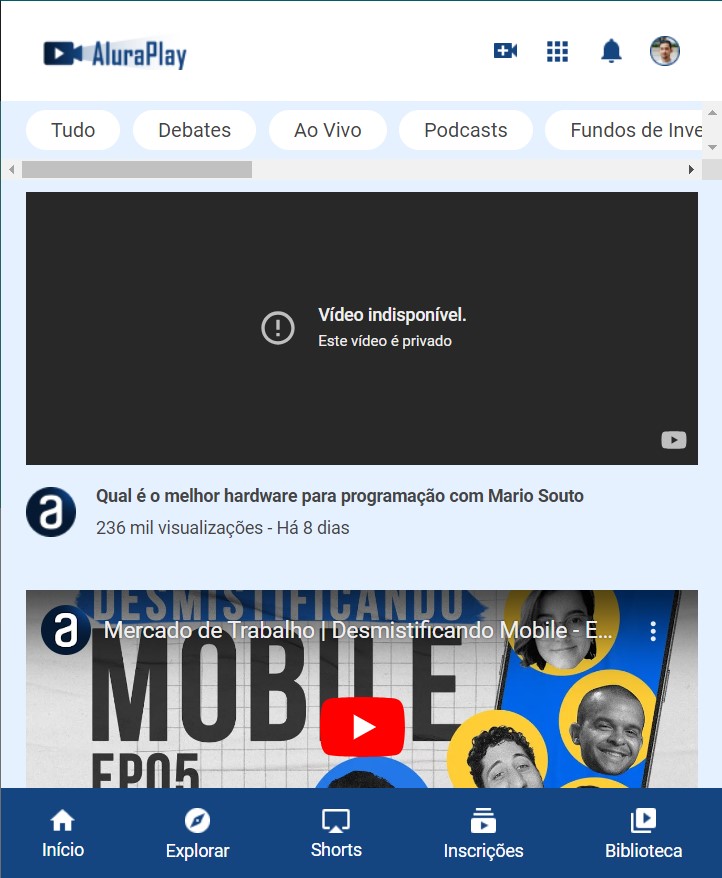 AluraPlay
Tudo
Debates
Ao Vivo
Podcasts
Fundos de Inve
Vídeo indisponível.
Este vídeo é privado
a
Qual é o melhor hardware para programação com Mario Souto
236 mil visualizações - Há 8 dias
DESMISTIFICANDO
a
Mercado de Trabalho | Desmistificando Mobile - E...
MOBILE
EP05
Início
Explorar
Shorts
Inscrições
Biblioteca